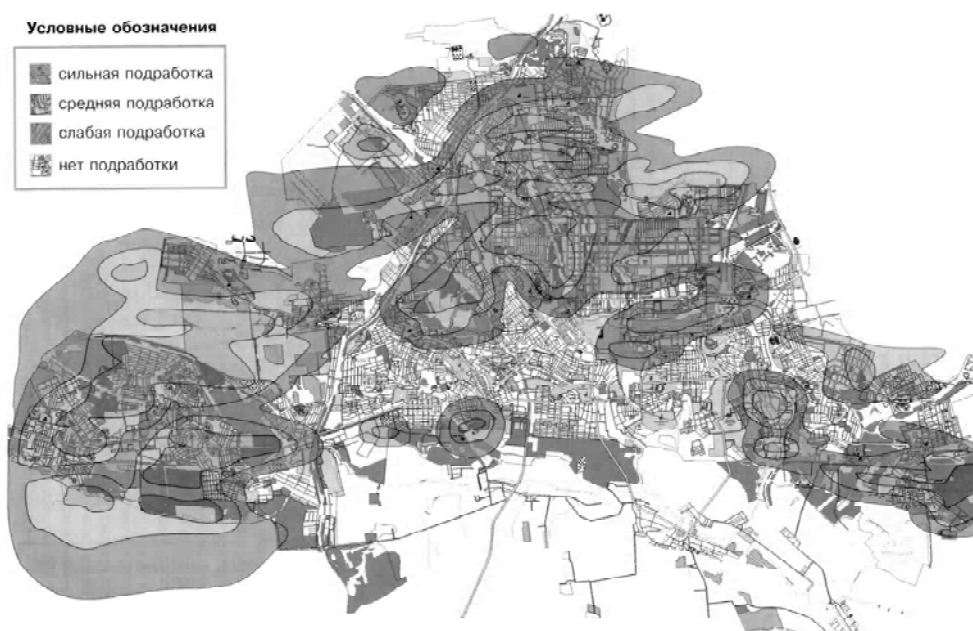 Условные обозначения
сильная подработка
средняя подработка
слабая подработка
нет подработки